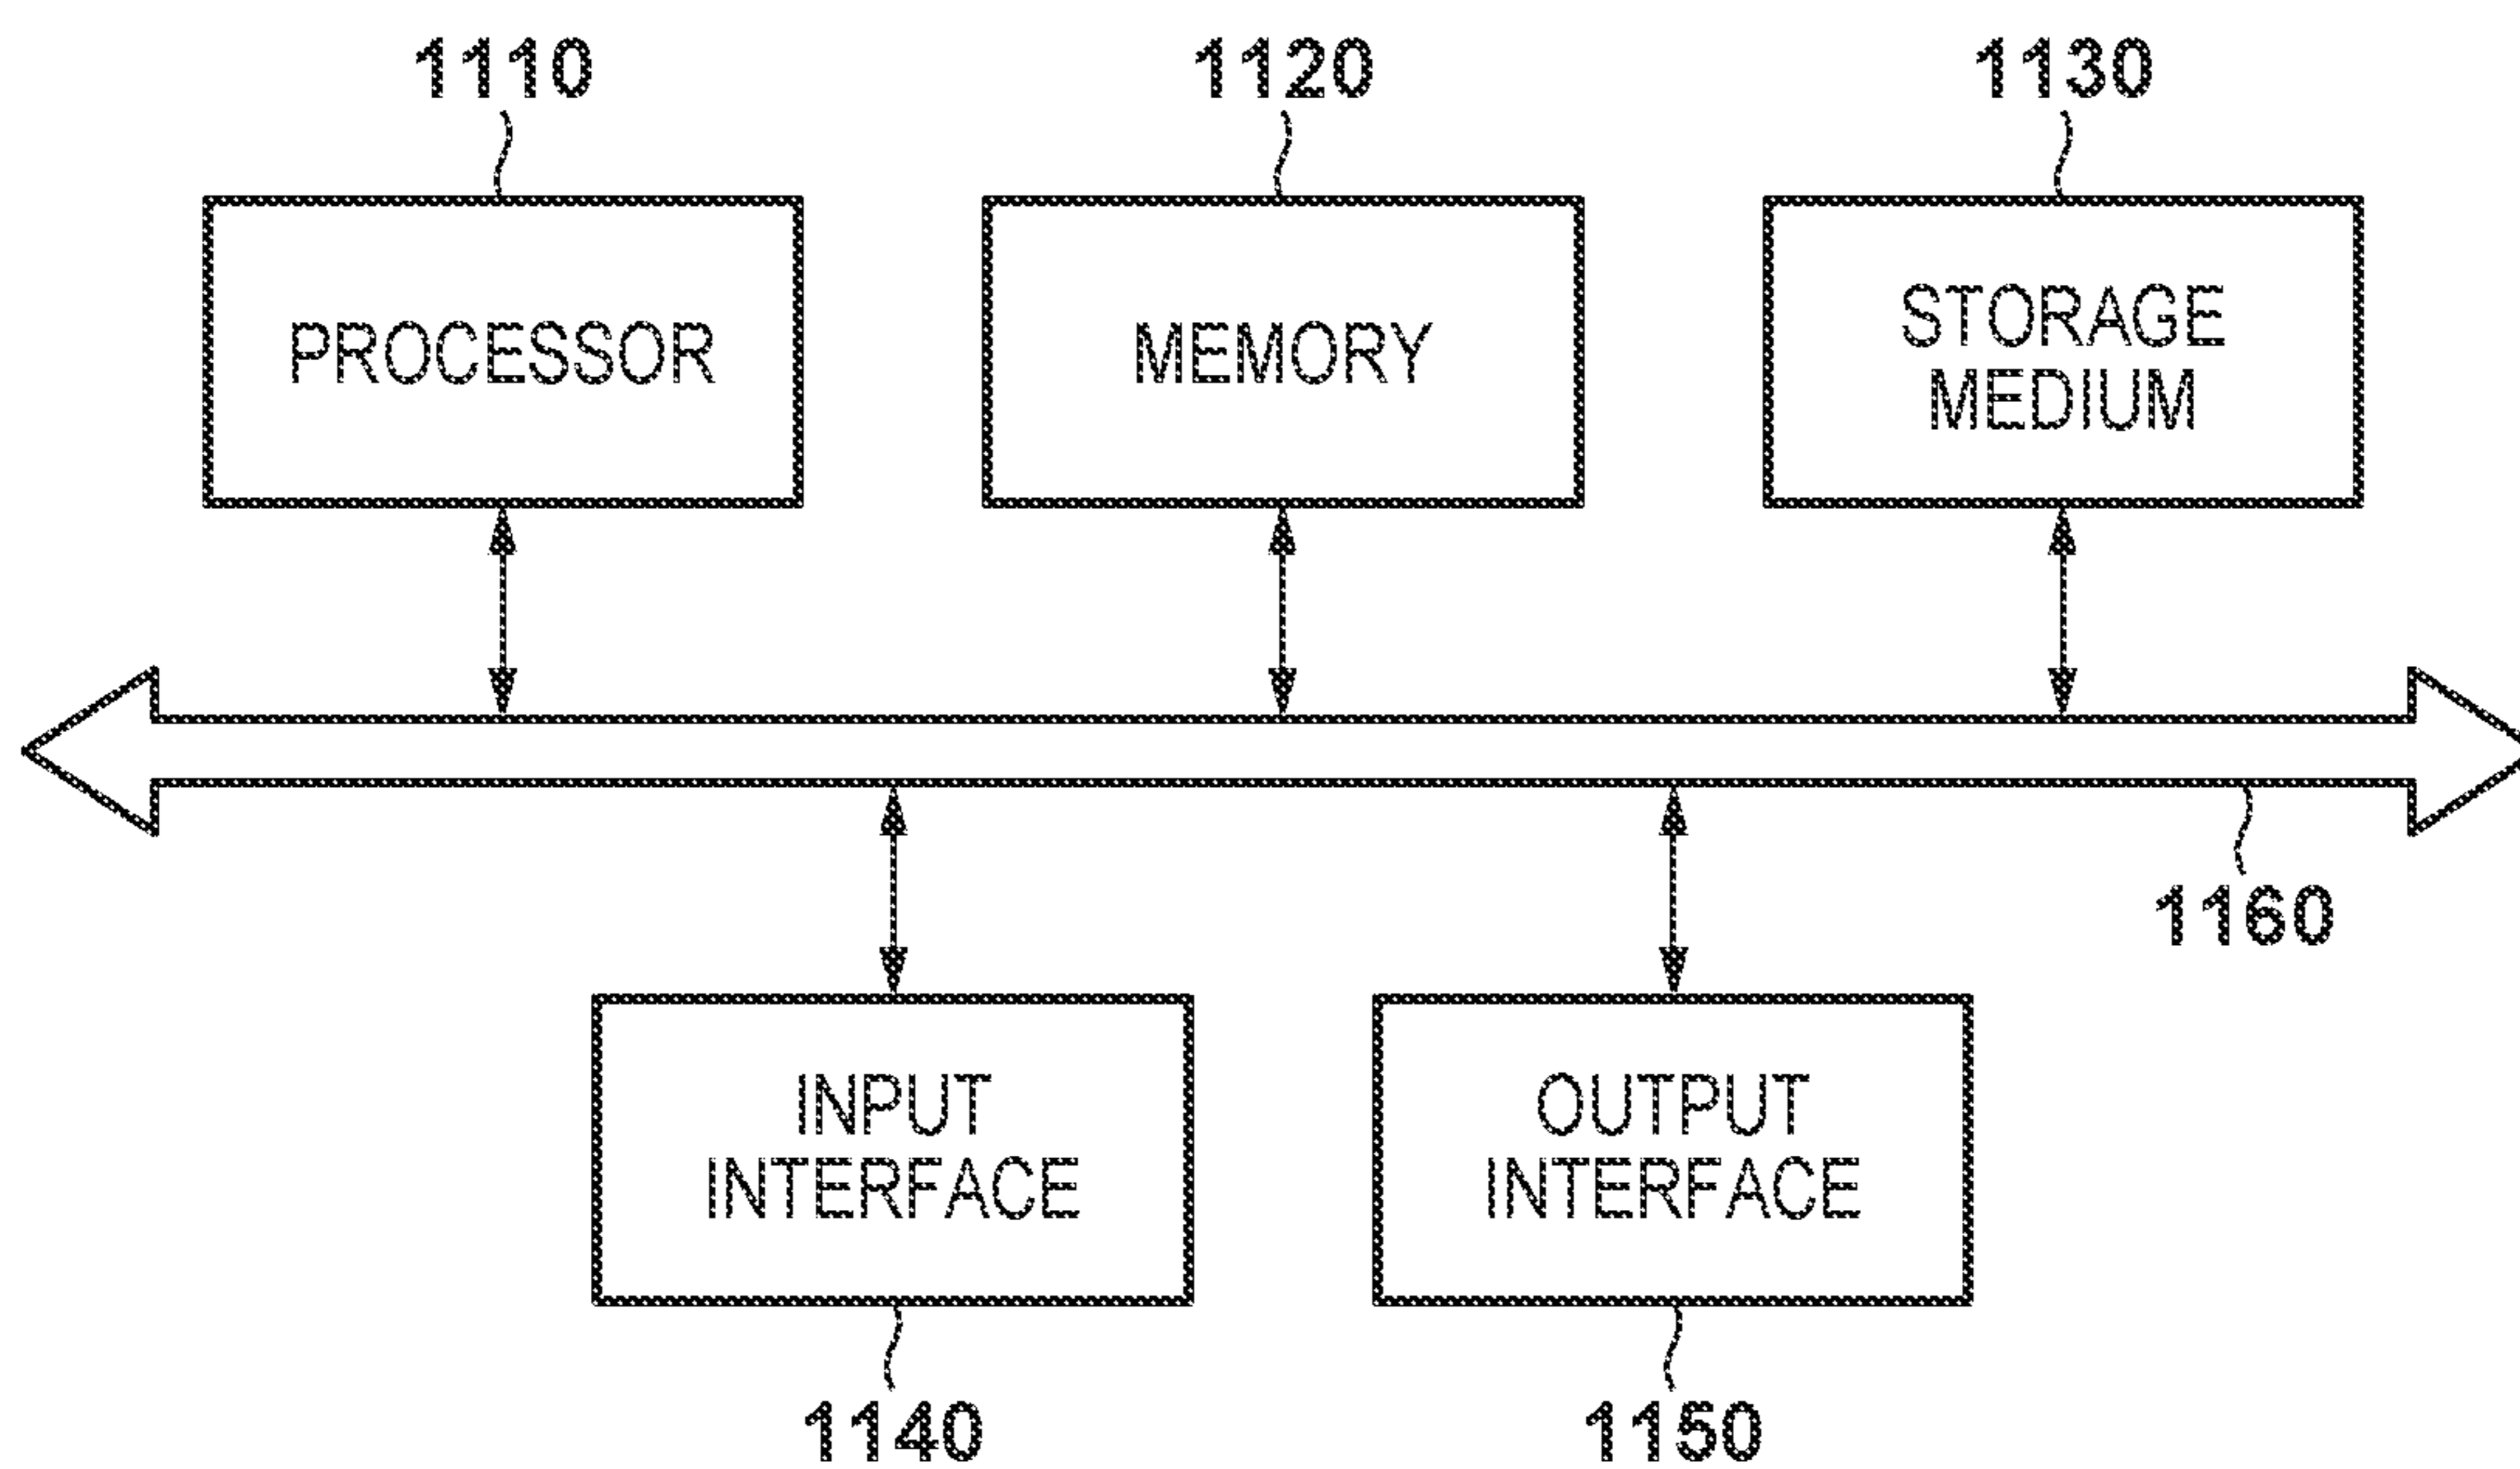 1110
1120
1130
PROCESSOR
MEMORY
STORAGE
MEDIUM
1160
INPUT
INTERFACE
OUTPUT
INTERFACE
1140
1150